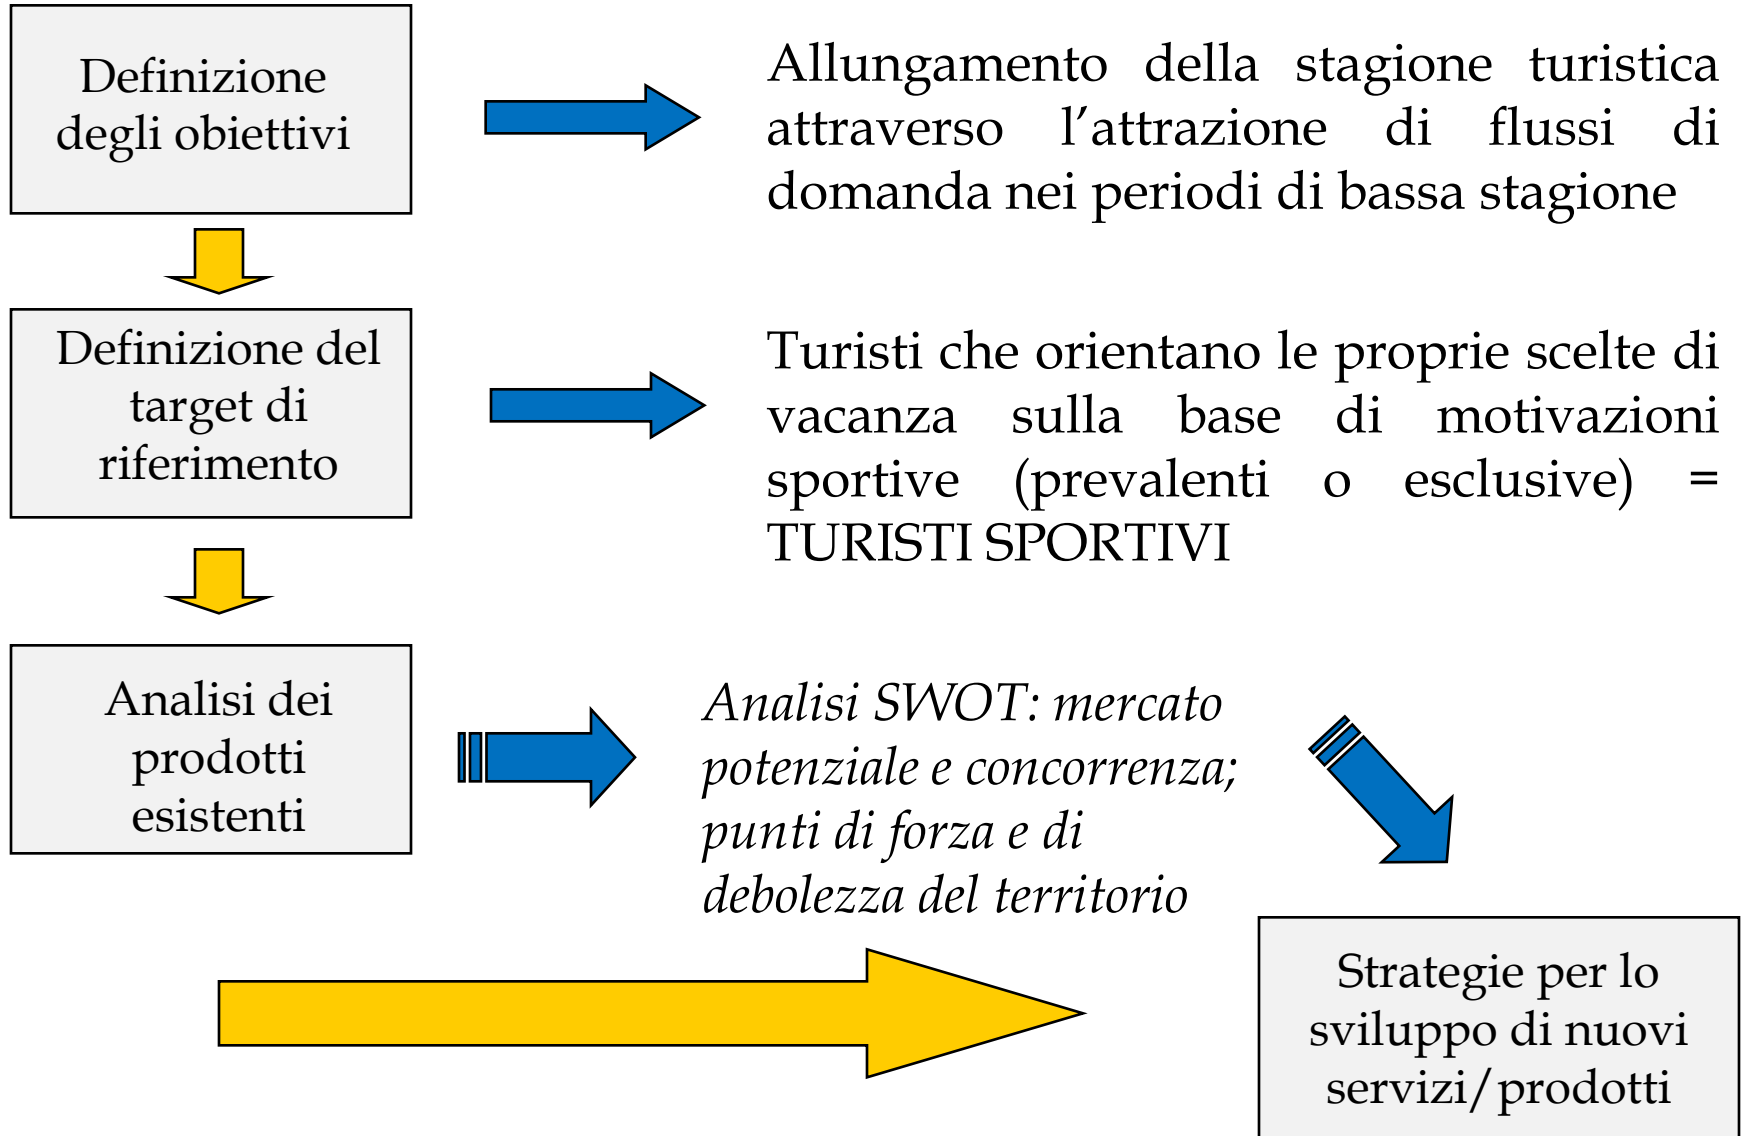 Definizione
degli obiettivi
Allungamento della stagione turistica
attraverso l’attrazione di flussi di
domanda nei periodi di bassa stagione
Definizione del
target di
riferimento
Turisti che orientano le proprie scelte di
vacanza sulla base di motivazioni
sportive (prevalenti o esclusive) =
TURISTI SPORTIVI
Analisi dei
prodotti
esistenti
Analisi SWOT: mercato
potenziale e concorrenza;
punti di forza e di
debolezza del territorio
Strategie per lo
sviluppo di nuovi
servizi/prodotti